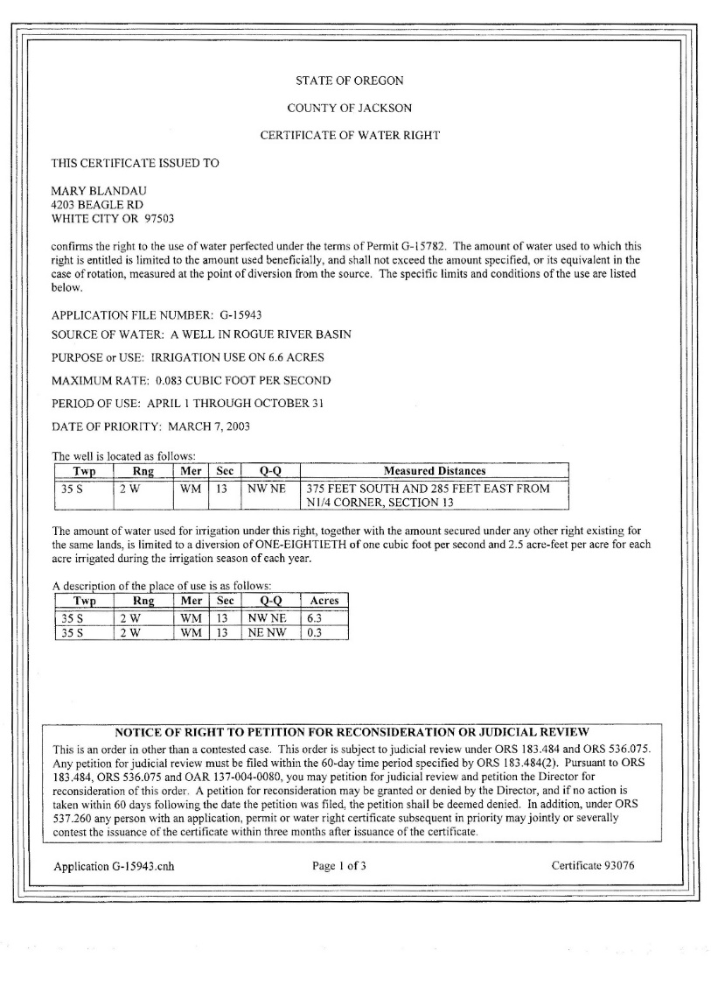 STATE OF OREGON
COUNTY OF JACKSON
CERTIFICATE OF WATER RIGHT
THIS CERTIFICATE ISSUED TO
MARY BLANDAU
4203 BEAGLE RD
WHITE CITY OR 97503
confirms the right to the use of water perfected under the terms of Permit G-15782. The amount of water used to which this
right is entitled is limited to the amount used beneficially, and shall not exceed the amount specified, or its equivalent in the
case of rotation, measured at the point of diversion from the source. The specific limits and conditions of the use are listed
below.
APPLICATION FILE NUMBER: G-15943
SOURCE OF WATER: A WELL IN ROGUE RIVER BASIN
PURPOSE or USE: IRRIGATION USE ON 6.6 ACRES
MAXIMUM RATE: 0.083 CUBIC FOOT PER SECOND
PERIOD OF USE: APRIL 1 THROUGH OCTOBER 31
DATE OF PRIORITY: MARCH 7, 2003
The well is located as follows:
Twp Rng Mer Sec Q-Q Measured Distances
35 S 2 W WM 13 NW NE 375 FEET SOUTH AND 285 FEET EAST FROM
N1/4 CORNER, SECTION 13
The amount of water used for irrigation under this right, together with the amount secured under any other right existing for
the same lands, is limited to a diversion of ONE-EIGHTIETH of one cubic foot per second and 2.5 acre-feet per acre for each
acre irrigated during the irrigation season of each year.
A description of the place of use is as follows:
Twp Rng Mer Sec Q-Q Acres
35 S 2 W WM 13 NW NE 6.3
35 S 2 W WM 13 NE NW 0.3
NOTICE OF RIGHT TO PETITION FOR RECONSIDERATION OR JUDICIAL REVIEW
This is an order in other than a contested case. This order is subject to judicial review under ORS 183.484 and ORS 536.075.
Any petition for judicial review must be filed within the 60-day time period specified by ORS 183.484(2). Pursuant to ORS
183.484, ORS 536.075 and OAR 137-004-0080, you may petition for judicial review and petition the Director for
reconsideration of this order. A petition for reconsideration may be granted or denied by the Director, and if no action is
taken within 60 days following the date the petition was filed, the petition shall be deemed denied. In addition, under ORS
537.260 any person with an application, permit or water right certificate subsequent in priority may jointly or severally
contest the issuance of the certificate within three months after issuance of the certificate.
Application G-15943.cnh Page 1 of 3 Certificate 93076